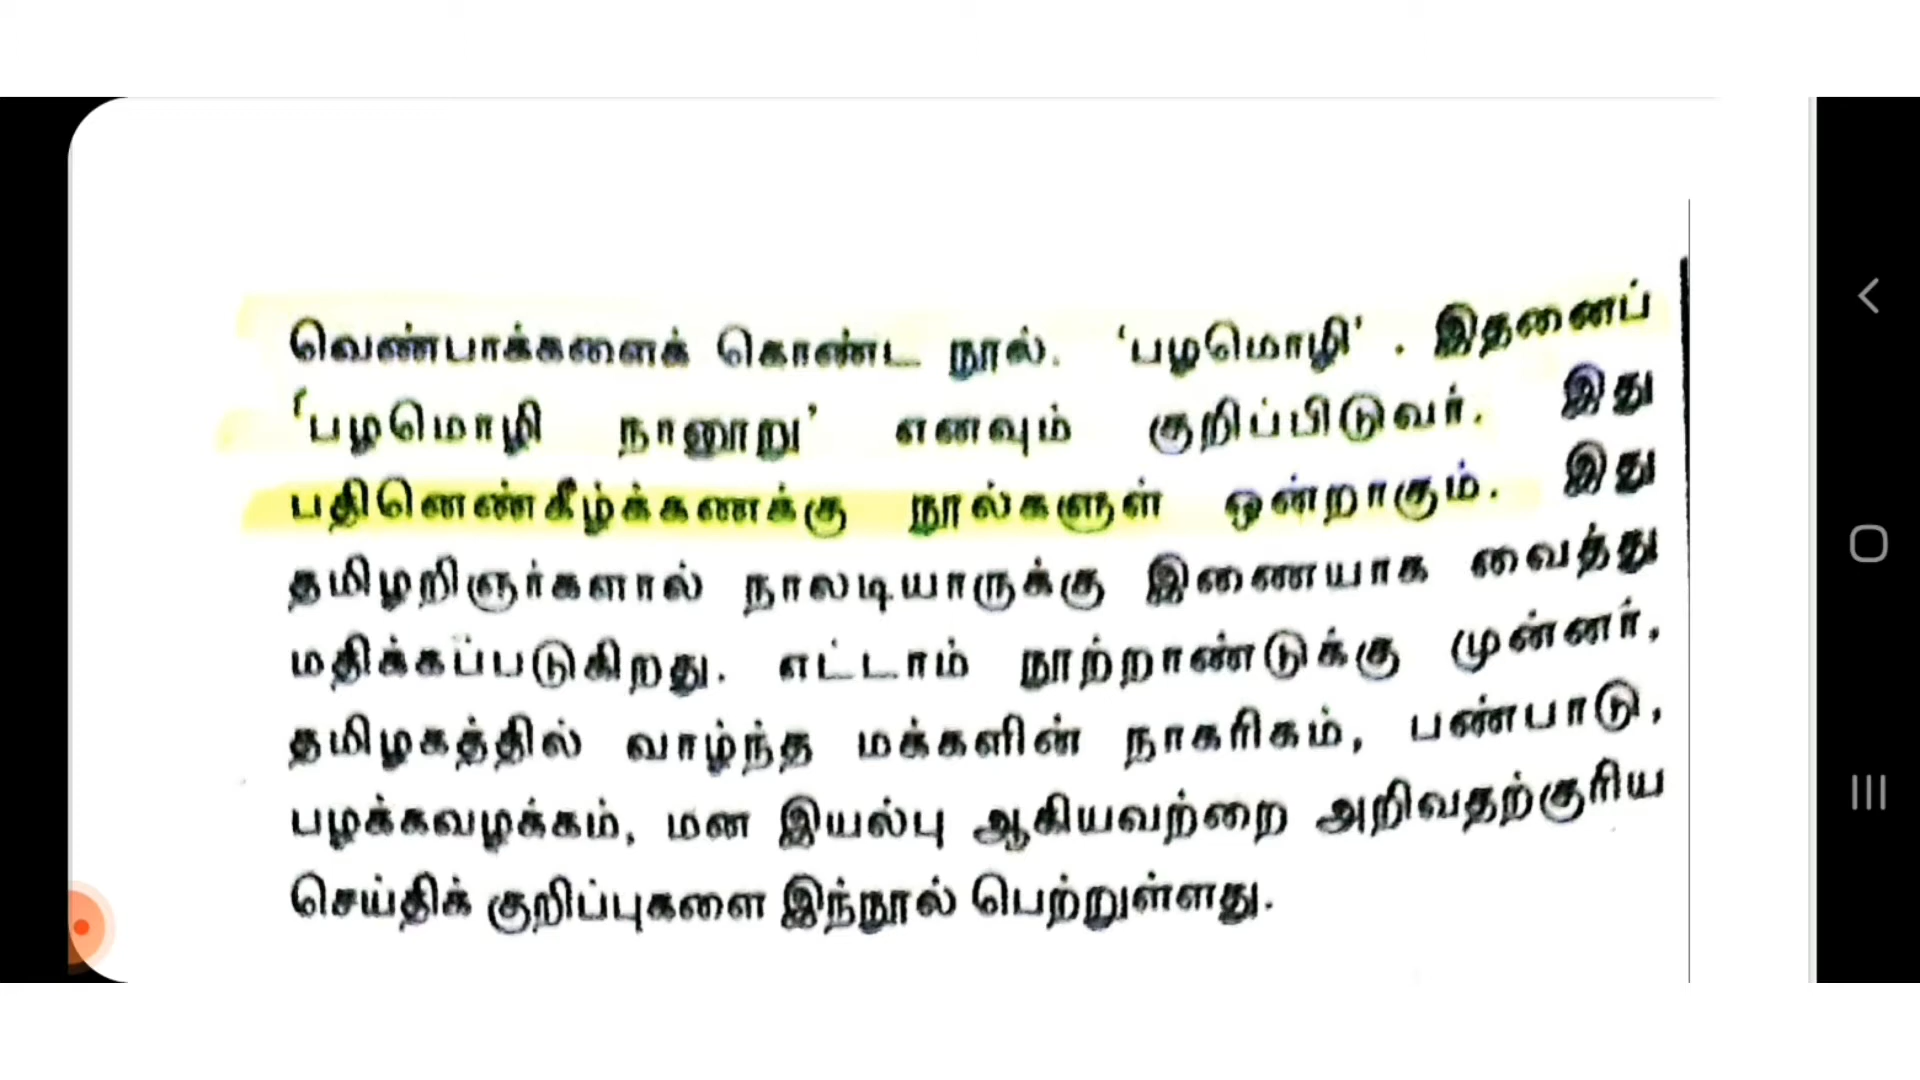 வெண்பாக்களைக் கொண்ட நூல். ‘பழமொழி’ . இதனைப்
‘பழமொழி நானூறு’ எனவும் குறிப்பிடுவர். இது
பதினெண்கீழ்க்கணக்கு நூல்களுள் ஒன்றாகும். இது
தமிழறிஞர்களால் நாலடியாருக்கு இணையாக வைத்து
மதிக்கப்படுகிறது. எட்டாம் நூற்றாண்டுக்கு முன்னர்,
தமிழகத்தில் வாழ்ந்த மக்களின் நாகரிகம், பண்பாடு,
பழக்கவழக்கம், மன இயல்பு ஆகியவற்றை அறிவதற்குரிய
செய்திக் குறிப்புகளை இந்நூல் பெற்றுள்ளது.